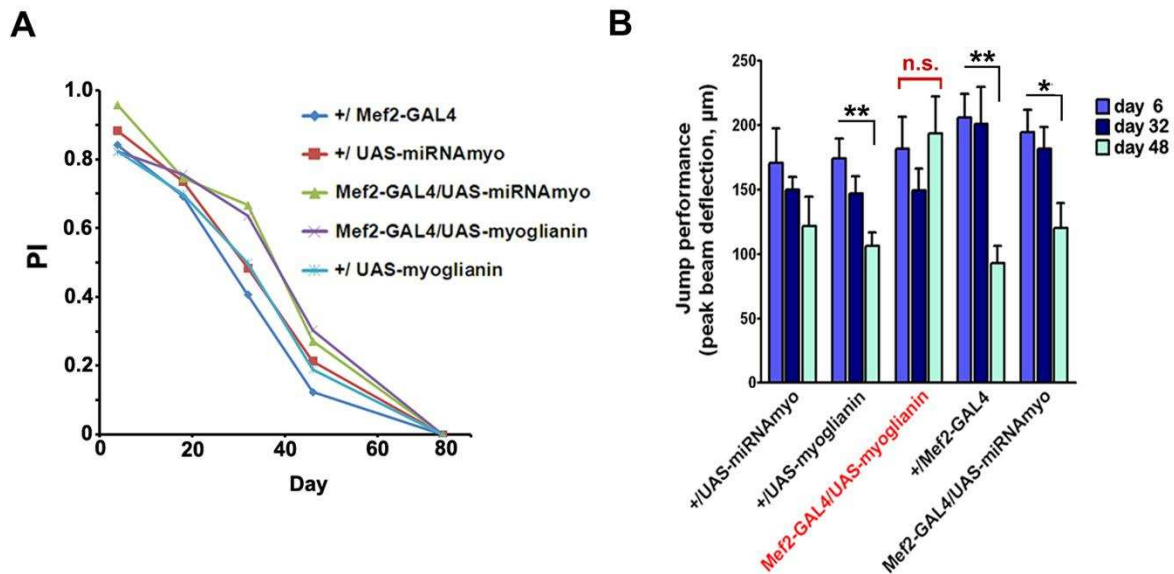 A
PI
1.0
0.8
0.6
0.4
0.2
0
0 20 40 60 80
Day
+/ Mef2-GAL4
+/ UAS-miRNAmyo
Mef2-GAL4/UAS-miRNAmyo
Mef2-GAL4/UAS-myoglianin
+/ UAS-myoglianin
B
Jump performance
(peak beam deflection, µm)
250
200
150
100
50
0
** n.s. ** *
day 6
day 32
day 48
+/UAS-miRNAmyo
+/UAS-myoglianin
Mef2-GAL4/UAS-myoglianin
+/Mef2-GAL4
Mef2-GAL4/UAS-miRNAmyo